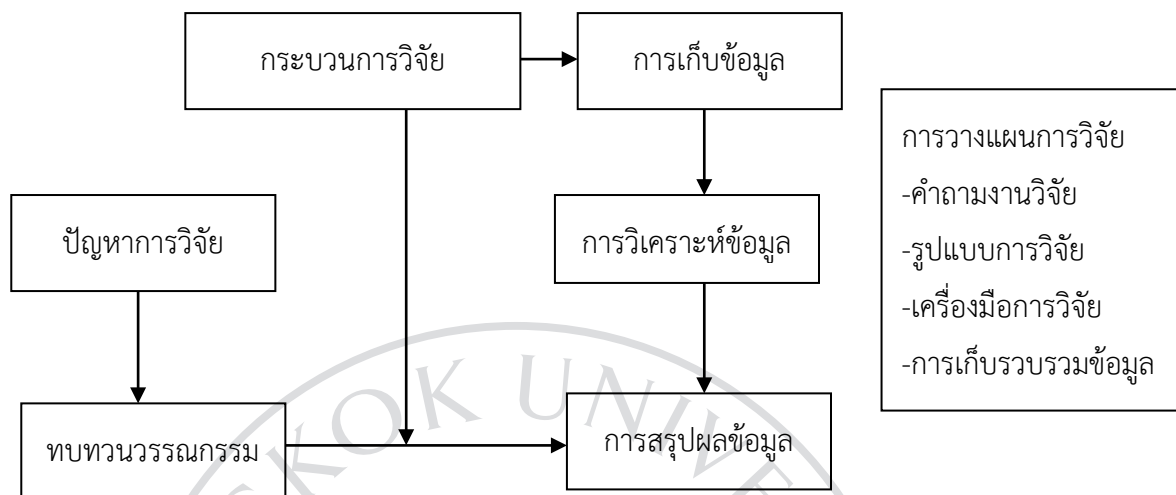 กระบวนการวิจัย
การเก็บข้อมูล
การวางแผนการวิจัย
-คำถามงานวิจัย
-รูปแบบการวิจัย
-เครื่องมือการวิจัย
-การเก็บรวบรวมข้อมูล
ปัญหาการวิจัย
การวิเคราะห์ข้อมูล
ทบทวนวรรณกรรม
การสรุปผลข้อมูล